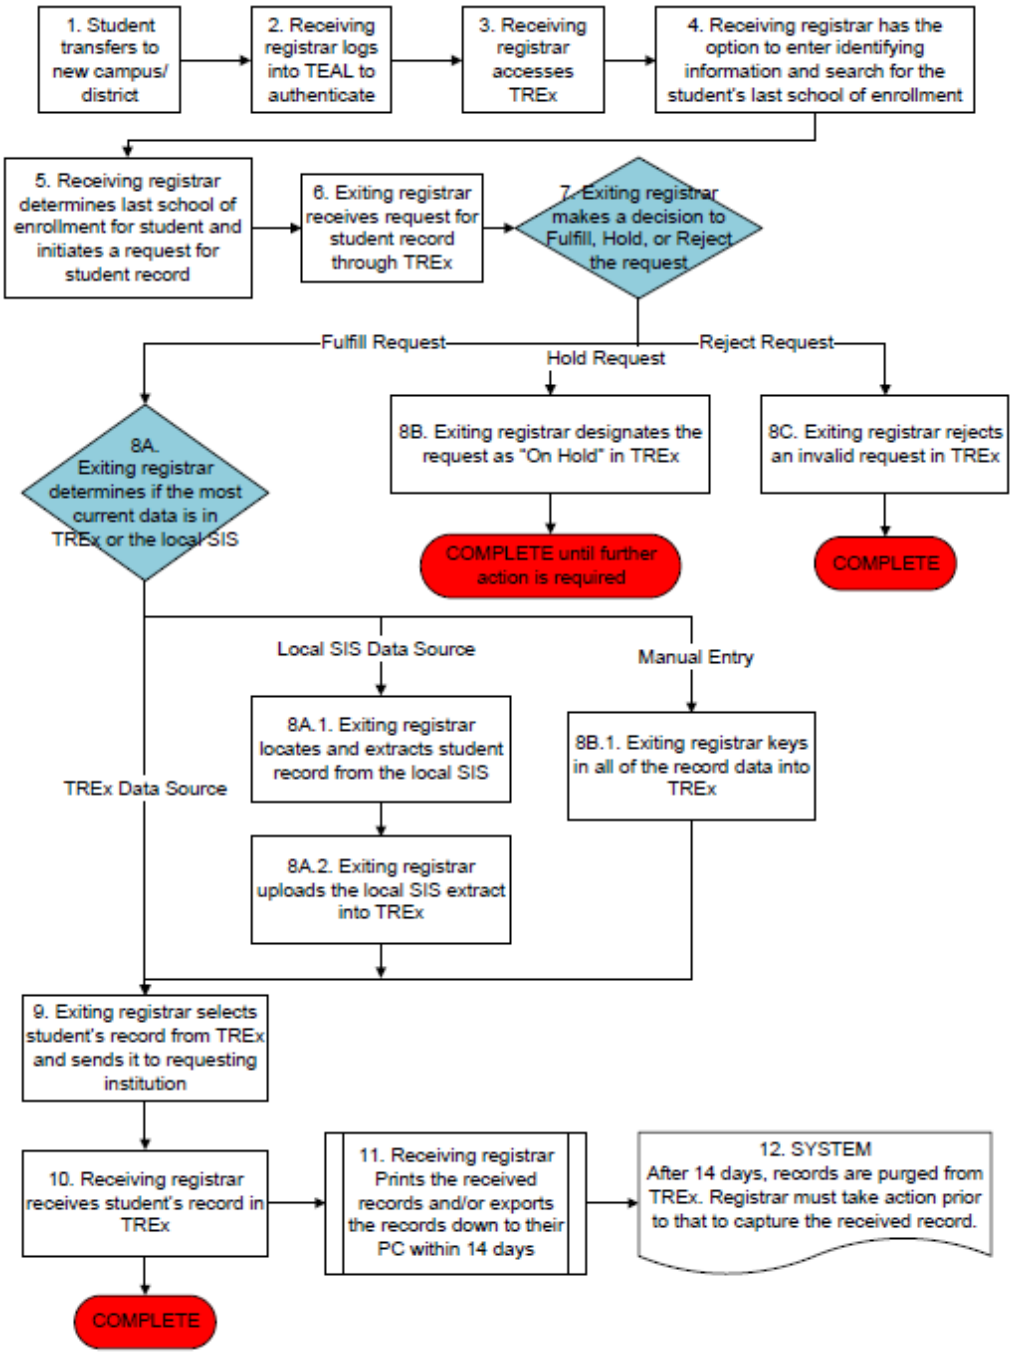 1. Student
transfers to
new campus/
district
2. Receiving
registrar logs
into TEAL to
authenticate
3. Receiving
registrar
accesses
TREx
4. Receiving registrar has the
option to enter identifying
information and search for the
student's last school of enrollment
5. Receiving registrar
determines last school of
enrollment for student and
initiates a request for
student record
6. Exiting registrar
receives request for
student record
through TREx
7. Exiting registrar
makes a decision to
Fulfill, Hold, or Reject
the request
Fulfill Request
Hold Request
Reject Request
8A.
Exiting registrar
determines if the most
current data is in
TREx or the local SIS
8B. Exiting registrar designates the
request as “On Hold” in TREx
8C. Exiting registrar rejects
an invalid request in TREx
COMPLETE until further
action is required
COMPLETE
Local SIS Data Source
Manual Entry
TREx Data Source
8A.1. Exiting registrar
locates and extracts student
record from the local SIS
8B.1. Exiting registrar keys
in all of the record data into
TREx
8A.2. Exiting registrar
uploads the local SIS extract
into TREx
9. Exiting registrar selects
student's record from TREx
and sends it to requesting
institution
10. Receiving registrar
receives student's record in
TREx
11. Receiving registrar
Prints the received
records and/or exports
the records down to their
PC within 14 days
12. SYSTEM
After 14 days, records are purged from
TREx. Registrar must take action prior
to that to capture the received record.
COMPLETE